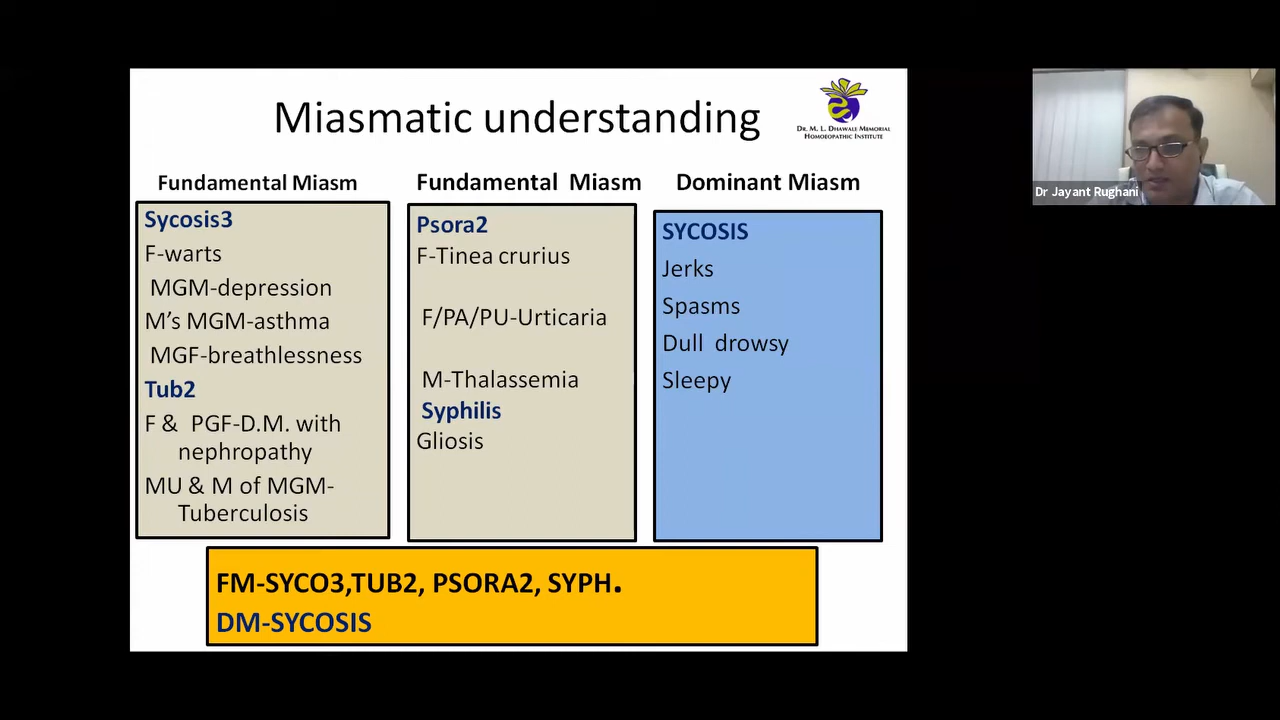 Miasmatic understanding
DR. M. L. DHAWALE MEMORIAL
HOMOEOPATHIC INSTITUTE
Fundamental Miasm
Sycosis3
F-warts
MGM-depression
M's MGM-asthma
MGF-breathlessness
Tub2
F & PGF-D.M. with
nephropathy
MU & M of MGM-
Tuberculosis
Fundamental Miasm
Psora2
F-Tinea crurius
F/PA/PU-Urticaria
M-Thalassemia
Syphilis
Gliosis
Dominant Miasm
SYCOSIS
Jerks
Spasms
Dull drowsy
Sleepy
FM-SYCO3,TUB2, PSORA2, SYPH.
DM-SYCOSIS
Dr Jayant Rughani